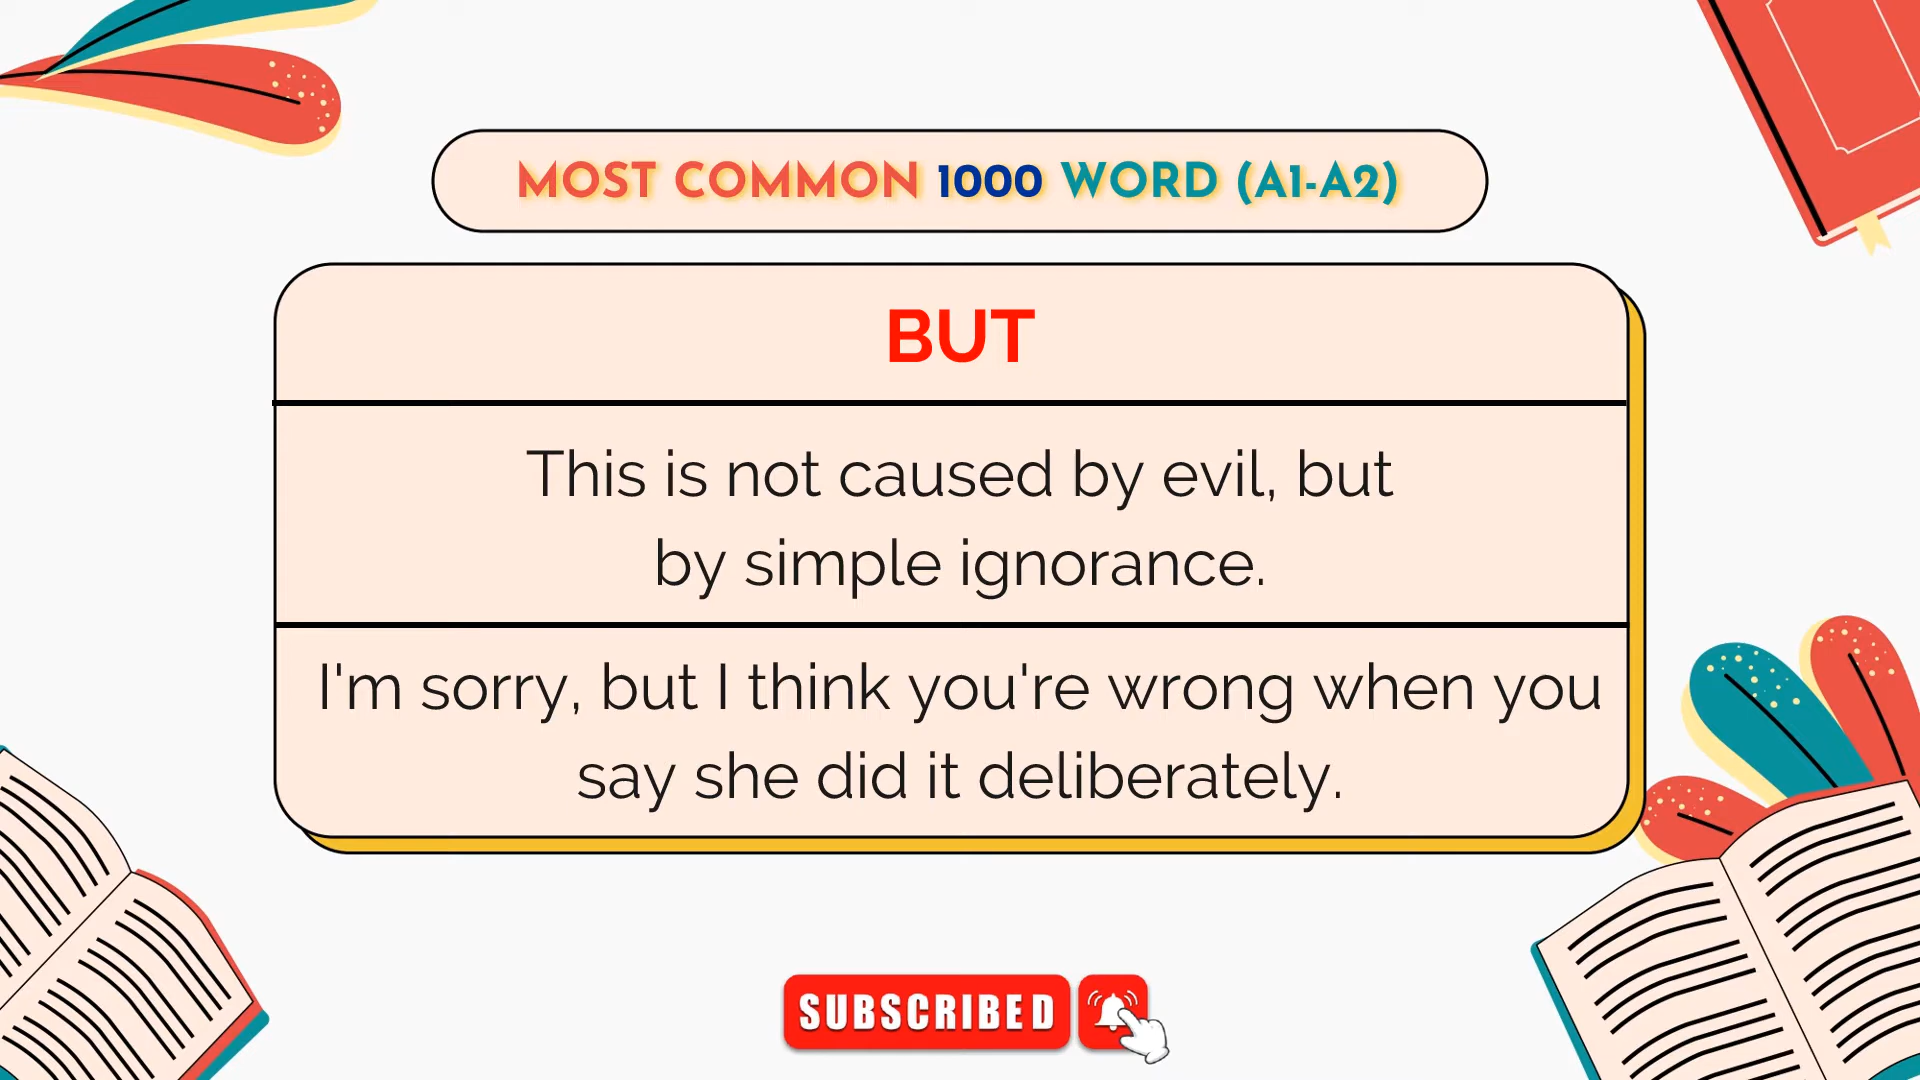 MOST COMMON 1000 WORD (A1-A2)
BUT
This is not caused by evil, but
by simple ignorance.
I'm sorry, but I think you're wrong when you
say she did it deliberately.
SUBSCRIBED